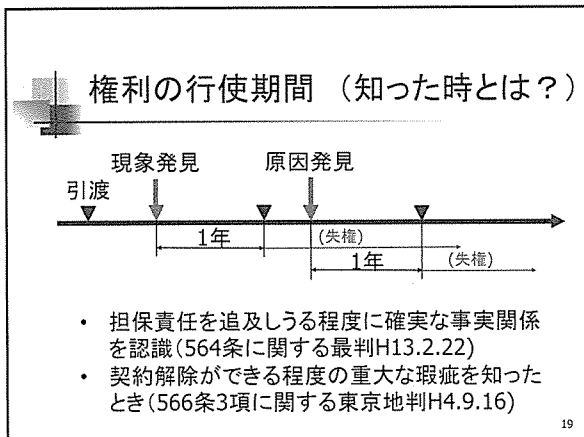 権利の行使期間 （知った時とは？）
現象発見
原因発見
引渡
1年
(失権)
1年
(失権)
・ 担保責任を追及しうる程度に確実な事実関係
を認識（564条に関する最判H13.2.22）
・ 契約解除ができる程度の重大な瑕疵を知った
とき（566条3項に関する東京地判H4.9.16）
19